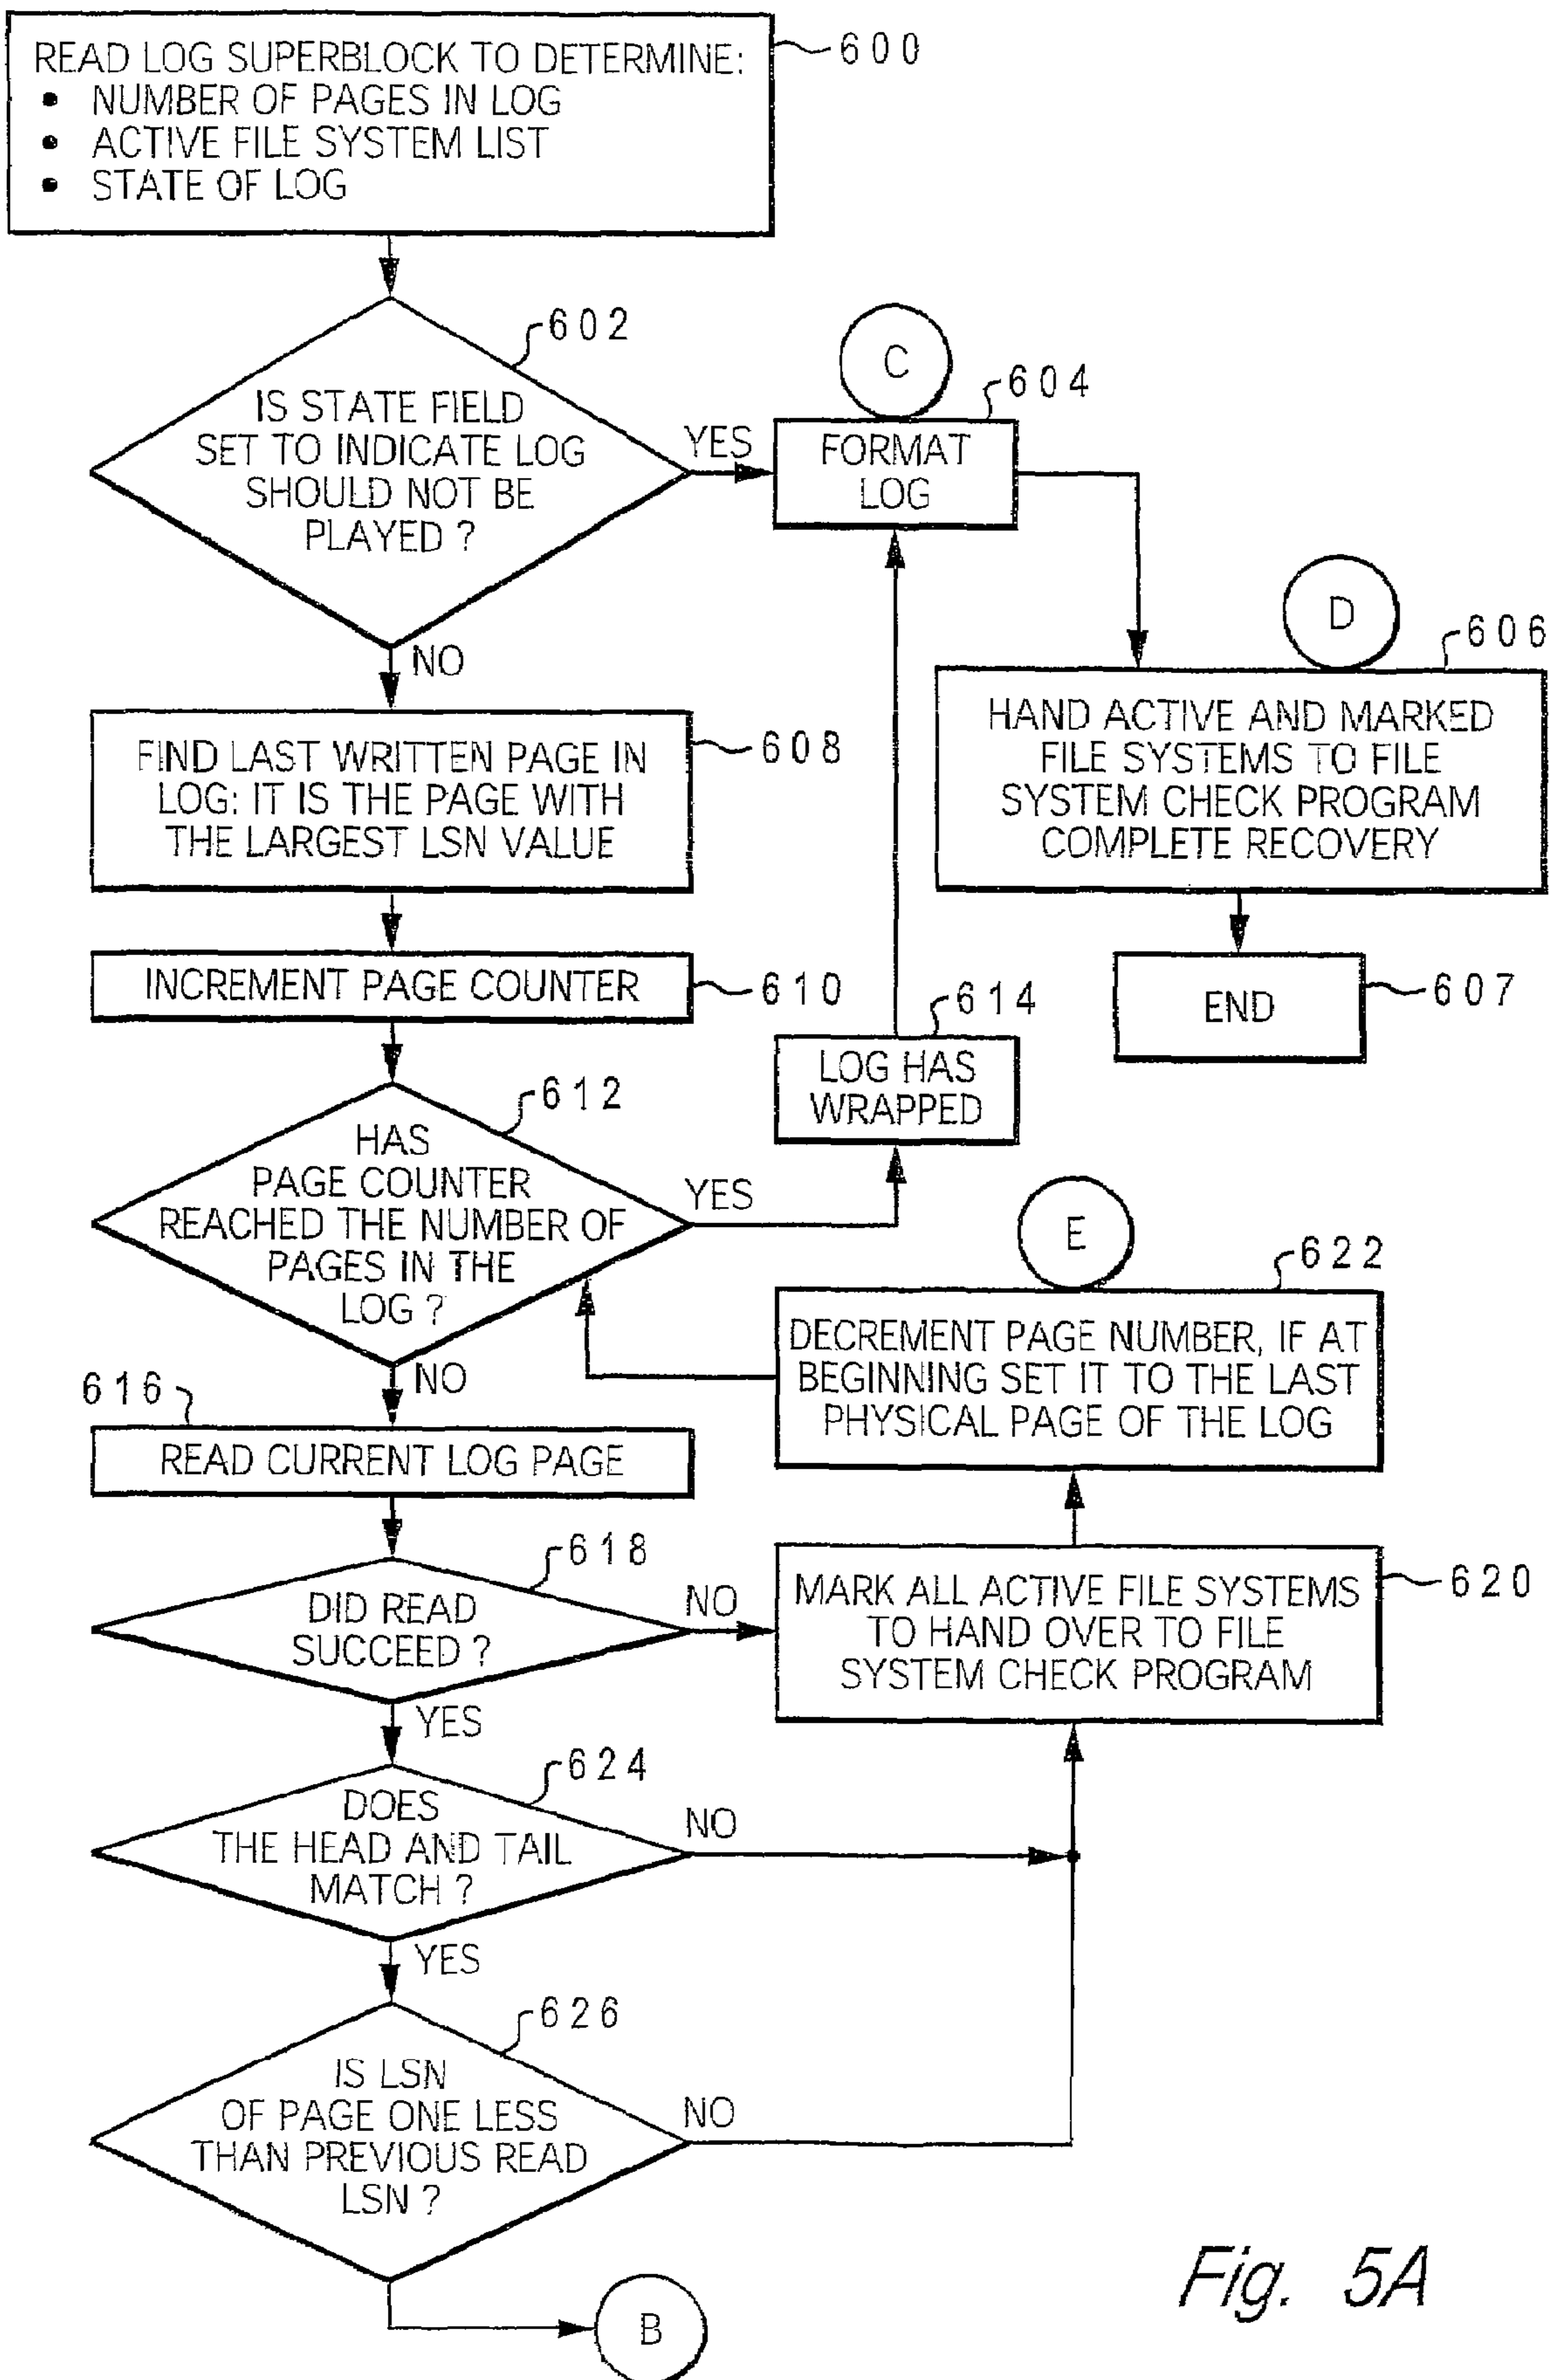 READ LOG SUPERBLOCK TO DETERMINE:
• NUMBER OF PAGES IN LOG
• ACTIVE FILE SYSTEM LIST
• STATE OF LOG
600
602
IS STATE FIELD
SET TO INDICATE LOG
SHOULD NOT BE
PLAYED ?
YES
NO
C
604
FORMAT
LOG
D
606
HAND ACTIVE AND MARKED
FILE SYSTEMS TO FILE
SYSTEM CHECK PROGRAM
COMPLETE RECOVERY
END
607
FIND LAST WRITTEN PAGE IN
LOG: IT IS THE PAGE WITH
THE LARGEST LSN VALUE
608
INCREMENT PAGE COUNTER
610
612
HAS
PAGE COUNTER
REACHED THE NUMBER OF
PAGES IN THE
LOG ?
YES
NO
614
LOG HAS
WRAPPED
E
622
DECREMENT PAGE NUMBER, IF AT
BEGINNING SET IT TO THE LAST
PHYSICAL PAGE OF THE LOG
616
READ CURRENT LOG PAGE
618
DID READ
SUCCEED ?
NO
YES
MARK ALL ACTIVE FILE SYSTEMS
TO HAND OVER TO FILE
SYSTEM CHECK PROGRAM
620
624
DOES
THE HEAD AND TAIL
MATCH ?
NO
YES
626
IS LSN
OF PAGE ONE LESS
THAN PREVIOUS READ
LSN ?
NO
B
Fig. 5A